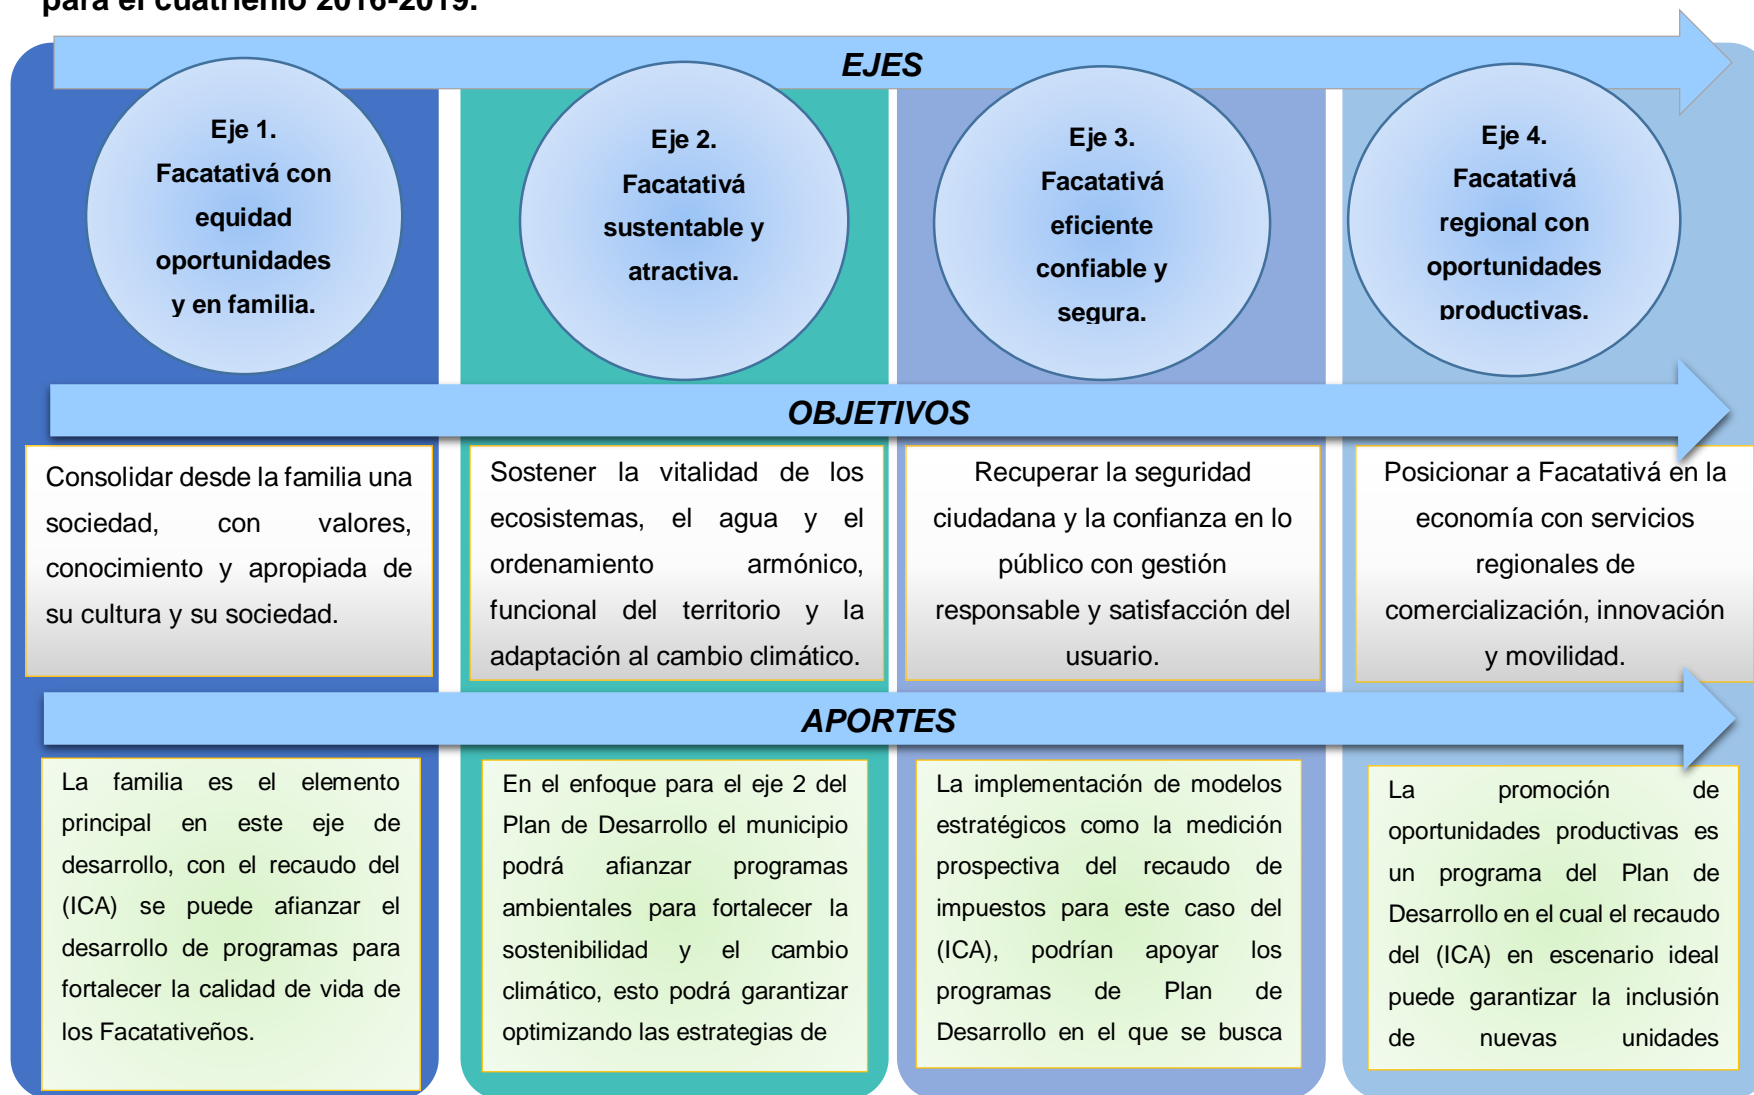 para el cuatrienio 2016-2019.
EJES
Eje 1.
Facatativá con
equidad
oportunidades
y en familia.
Eje 2.
Facatativá
sustentable y
atractiva.
Eje 3.
Facatativá
eficiente
confiable y
segura.
Eje 4.
Facatativá
regional con
oportunidades
productivas.
OBJETIVOS
Consolidar desde la familia una
sociedad, con valores,
conocimiento y apropiada de
su cultura y su sociedad.
Sostener la vitalidad de los
ecosistemas, el agua y el
ordenamiento armónico,
funcional del territorio y la
adaptación al cambio climático.
Recuperar la seguridad
ciudadana y la confianza en lo
público con gestión
responsable y satisfacción del
usuario.
Posicionar a Facatativá en la
economía con servicios
regionales de
comercialización, innovación
y movilidad.
APORTES
La familia es el elemento
principal en este eje de
desarrollo, con el recaudo del
(ICA) se puede afianzar el
desarrollo de programas para
fortalecer la calidad de vida de
los Facatativeños.
En el enfoque para el eje 2 del
Plan de Desarrollo el municipio
podrá afianzar programas
ambientales para fortalecer la
sostenibilidad y el cambio
climático, esto podrá garantizar
optimizando las estrategias de
La implementación de modelos
estratégicos como la medición
prospectiva del recaudo de
impuestos para este caso del
(ICA), podrían apoyar los
programas de Plan de
Desarrollo en el que se busca
La promoción de
oportunidades productivas es
un programa del Plan de
Desarrollo en el cual el recaudo
del (ICA) en escenario ideal
puede garantizar la inclusión
de nuevas unidades